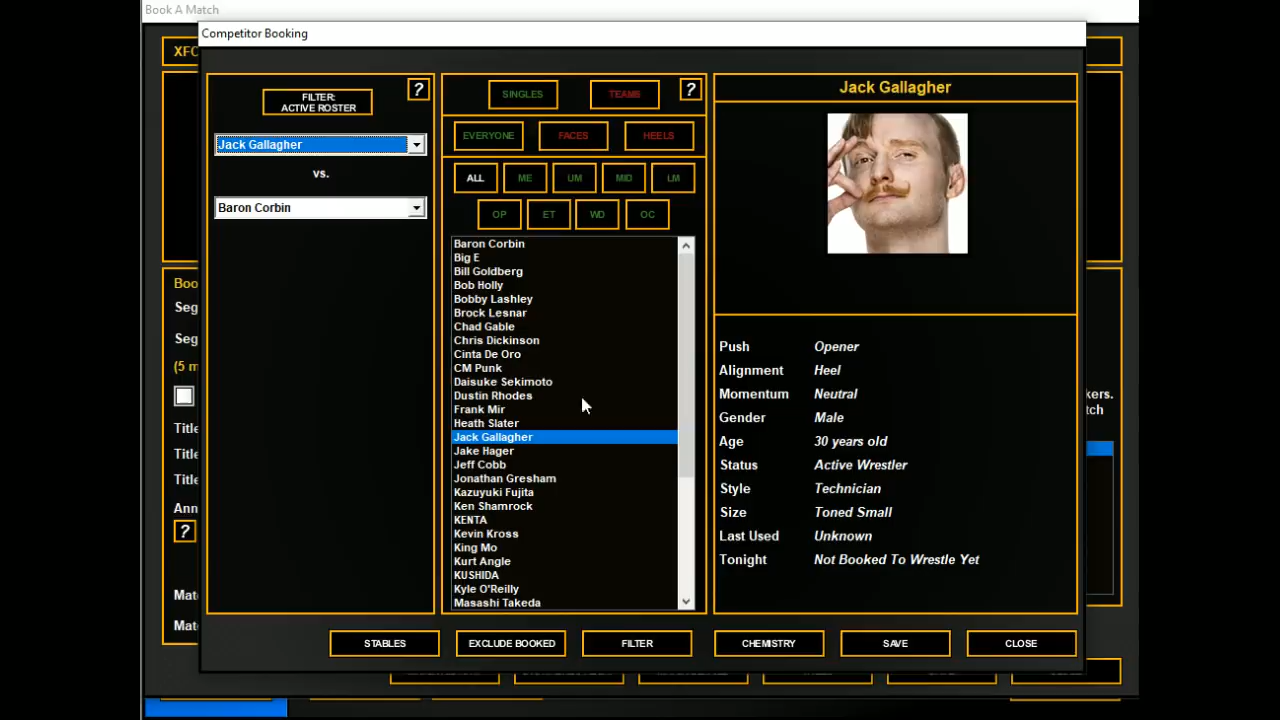 Book A Match
Competitor Booking
XFC
FILTER:
ACTIVE ROSTER
?
Jack Gallagher
vs.
Baron Corbin
SINGLES
TEAMS
?
EVERYONE
FACES
HEELS
ALL
ME
UM
MID
LM
OP
ET
WD
OC
Baron Corbin
Big E
Bill Goldberg
Bob Holly
Bobby Lashley
Brock Lesnar
Chad Gable
Chris Dickinson
Cinta De Oro
CM Punk
Daisuke Sekimoto
Dustin Rhodes
Frank Mir
Heath Slater
Jack Gallagher
Jake Hager
Jeff Cobb
Jonathan Gresham
Kazuyuki Fujita
Ken Shamrock
KENTA
Kevin Kross
King Mo
Kurt Angle
KUSHIDA
Kyle O'Reilly
Masashi Takeda
Jack Gallagher
Push Opener
Alignment Heel
Momentum Neutral
Gender Male
Age 30 years old
Status Active Wrestler
Style Technician
Size Toned Small
Last Used Unknown
Tonight Not Booked To Wrestle Yet
Boo
Seg
Seg
(5 m
Title
Title
Title
Ann
?
Mat
Mat
kers.
tch
STABLES
EXCLUDE BOOKED
FILTER
CHEMISTRY
SAVE
CLOSE